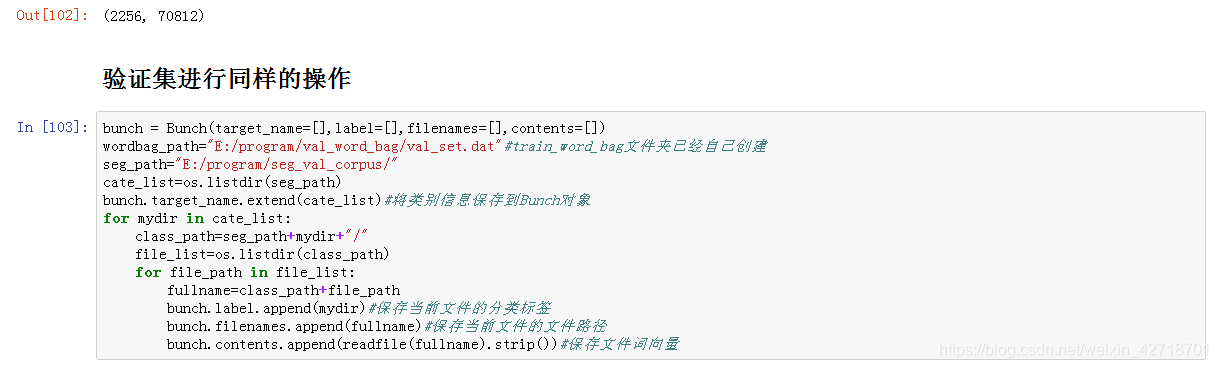 Out[102]: (2256, 70812)
验证集进行同样的操作
In [103]: bunch = Bunch(target_name=[],label=[],filenames=[],contents=[])
wordbag_path="E:/program/val_word_bag/val_set.dat"#train_word_bag文件夹已经自己创建
seg_path="E:/program/seg_val_corpus/"
cate_list=os.listdir(seg_path)
bunch.target_name.extend(cate_list)#将类别信息保存到Bunch对象
for mydir in cate_list:
    class_path=seg_path+mydir+"/"
    file_list=os.listdir(class_path)
    for file_path in file_list:
        fullname=class_path+file_path
        bunch.label.append(mydir)#保存当前文件的分类标签
        bunch.filenames.append(fullname)#保存当前文件的文件路径
        bunch.contents.append(readfile(fullname).strip())#保存文件词向量
https://blog.csdn.net/weixin_42718701